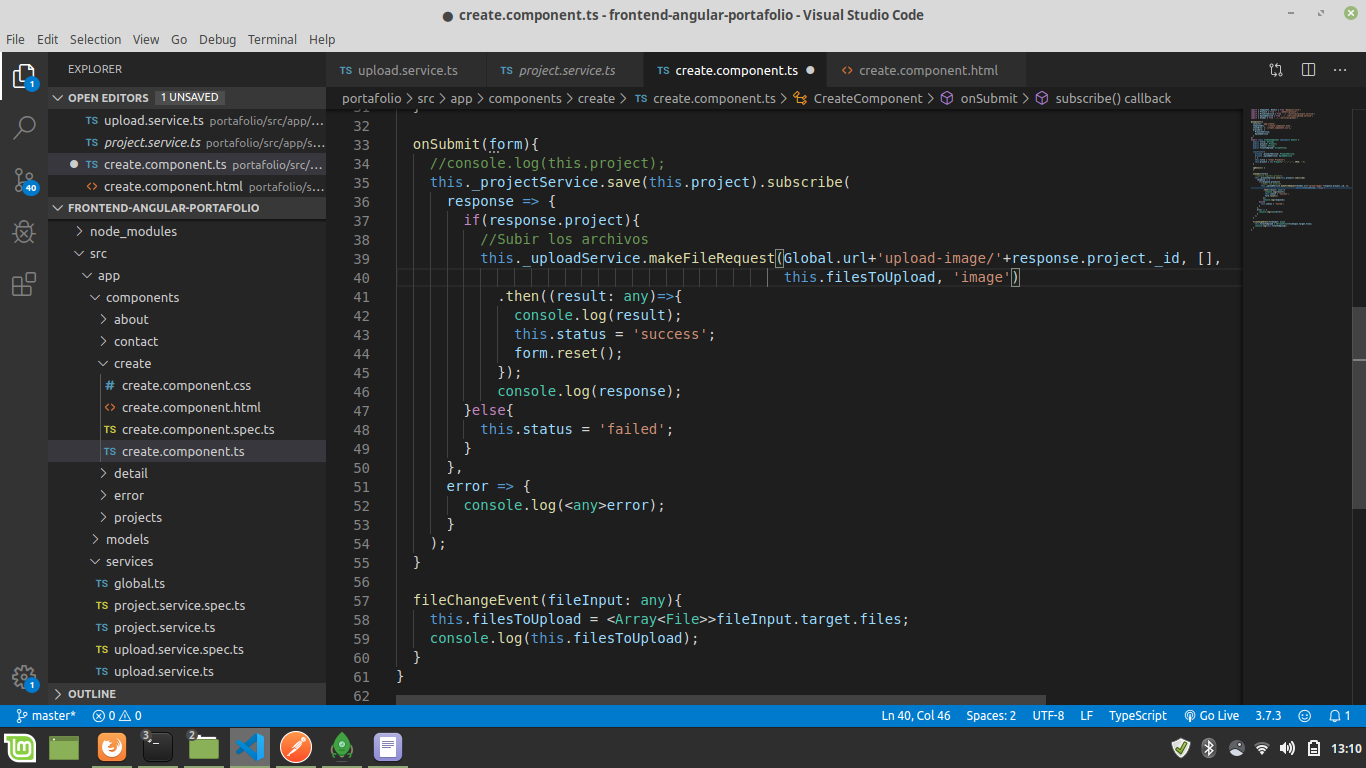 ● create.component.ts - frontend-angular-portafolio - Visual Studio Code
File Edit Selection View Go Debug Terminal Help
1
EXPLORER
OPEN EDITORS 1 UNSAVED
TS upload.service.ts portafolio/src/app/...
TS project.service.ts portafolio/src/app/s...
● TS create.component.ts portafolio/src/...
<> create.component.html portafolio/s...
40
FRONTEND-ANGULAR-PORTAFOLIO
node_modules
src
app
components
about
contact
create
# create.component.css
<> create.component.html
TS create.component.spec.ts
TS create.component.ts
detail
error
projects
models
services
TS global.ts
TS project.service.spec.ts
TS project.service.ts
TS upload.service.spec.ts
TS upload.service.ts
1
OUTLINE
TS upload.service.ts TS project.service.ts TS create.component.ts ● <> create.component.html ...
portafolio > src > app > components > create > TS create.component.ts > CreateComponent > onSubmit > subscribe() callback
31 }
32
33 onSubmit(form){
34 //console.log(this.project);
35 this._projectService.save(this.project).subscribe(
36 response => {
37 if(response.project){
38 //Subir los archivos
39 this._uploadService.makeFileRequest(Global.url+'upload-image/'+response.project._id, [],
40 this.filesToUpload, 'image')
41 .then((result: any)=>{
42 console.log(result);
43 this.status = 'success';
44 form.reset();
45 });
46 console.log(response);
47 }else{
48 this.status = 'failed';
49 }
50 },
51 error => {
52 console.log(<any>error);
53 }
54 );
55 }
56
57 fileChangeEvent(fileInput: any){
58 this.filesToUpload = <Array<File>>fileInput.target.files;
59 console.log(this.filesToUpload);
60 }
61 }
62
master* 0 0 Ln 40, Col 46 Spaces: 2 UTF-8 LF TypeScript Go Live 3.7.3 1
3 2 13:10